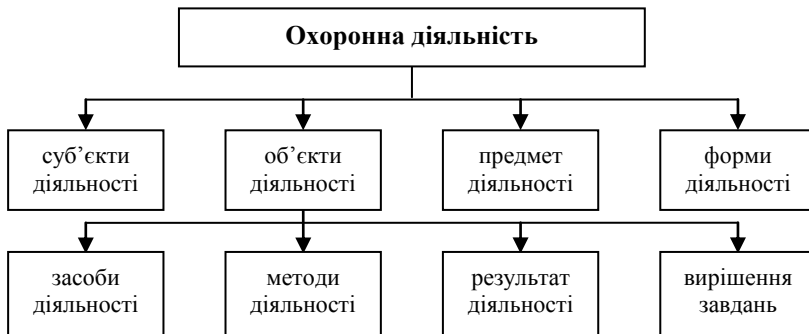 Охоронна діяльність
суб’єкти
діяльності
об’єкти
діяльності
предмет
діяльності
форми
діяльності
засоби
діяльності
методи
діяльності
результат
діяльності
вирішення
завдань